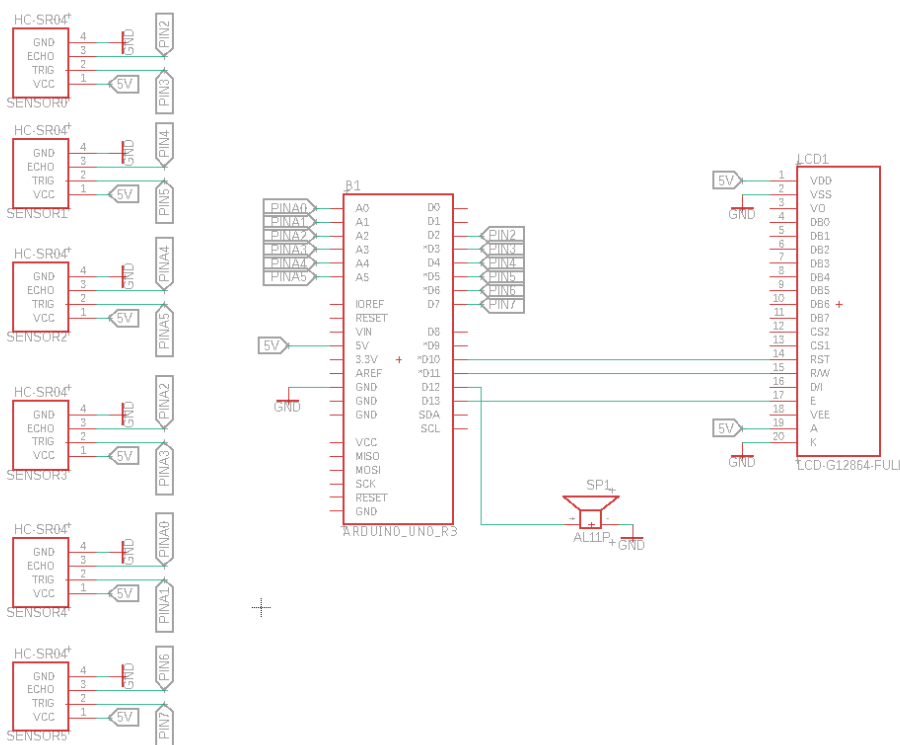 HC-SR04
GND 4 GND
ECHO 3 PIN2
TRIG 2 PIN3
VCC 1 5V
SENSOR0
HC-SR04
GND 4 GND
ECHO 3 PIN4
TRIG 2 PIN5
VCC 1 5V
SENSOR1
HC-SR04
GND 4 GND
ECHO 3 PINA4
TRIG 2 PINA5
VCC 1 5V
SENSOR2
HC-SR04
GND 4 GND
ECHO 3 PINA2
TRIG 2 PINA3
VCC 1 5V
SENSOR3
HC-SR04
GND 4 GND
ECHO 3 PINA0
TRIG 2 PINA1
VCC 1 5V
SENSOR4
HC-SR04
GND 4 GND
ECHO 3 PIN6
TRIG 2 PIN7
VCC 1 5V
SENSOR5
B1
PINA0 A0 D0
PINA1 A1 D1
PINA2 A2 D2 PIN2
PINA3 A3 *D3 PIN3
PINA4 A4 D4 PIN4
PINA5 A5 *D5 PIN5
*D6 PIN6
IOREF D7 PIN7
RESET
VIN D8
5V 5V *D9
3.3V *D10
AREF *D11
GND D12
GND GND D13
GND SDA
SCL
VCC
MISO
MOSI
SCK
RESET
GND
ARDUINO_UNO_R3
SP1
AL11P
GND
LCD1
5V 1 VDD
2 VSS
GND 3 VO
4 DB0
5 DB1
6 DB2
7 DB3
8 DB4
9 DB5
10 DB6
11 DB7
12 CS2
13 CS1
14 RST
15 R/W
16 D/I
17 E
18 VEE
5V 19 A
20 K
GND
LCD-G12864-FULL